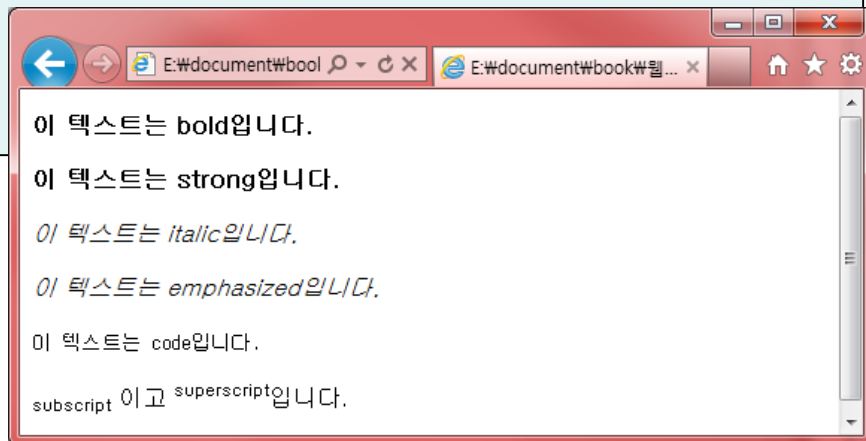 E:₩document₩bool
E:₩document₩book₩웹...
이 텍스트는 bold입니다.
이 텍스트는 strong입니다.
이 텍스트는 italic입니다.
이 텍스트는 emphasized입니다.
이 텍스트는 code입니다.
subscript 이고 superscript입니다.